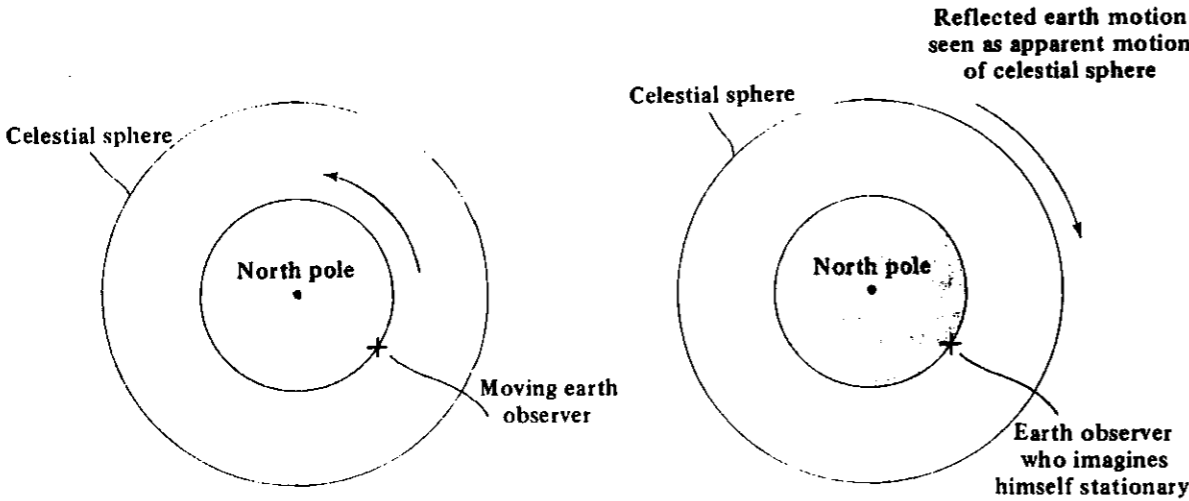 Celestial sphere
North pole
Moving earth
observer
Reflected earth motion
seen as apparent motion
of celestial sphere
Celestial sphere
North pole
Earth observer
who imagines
himself stationary